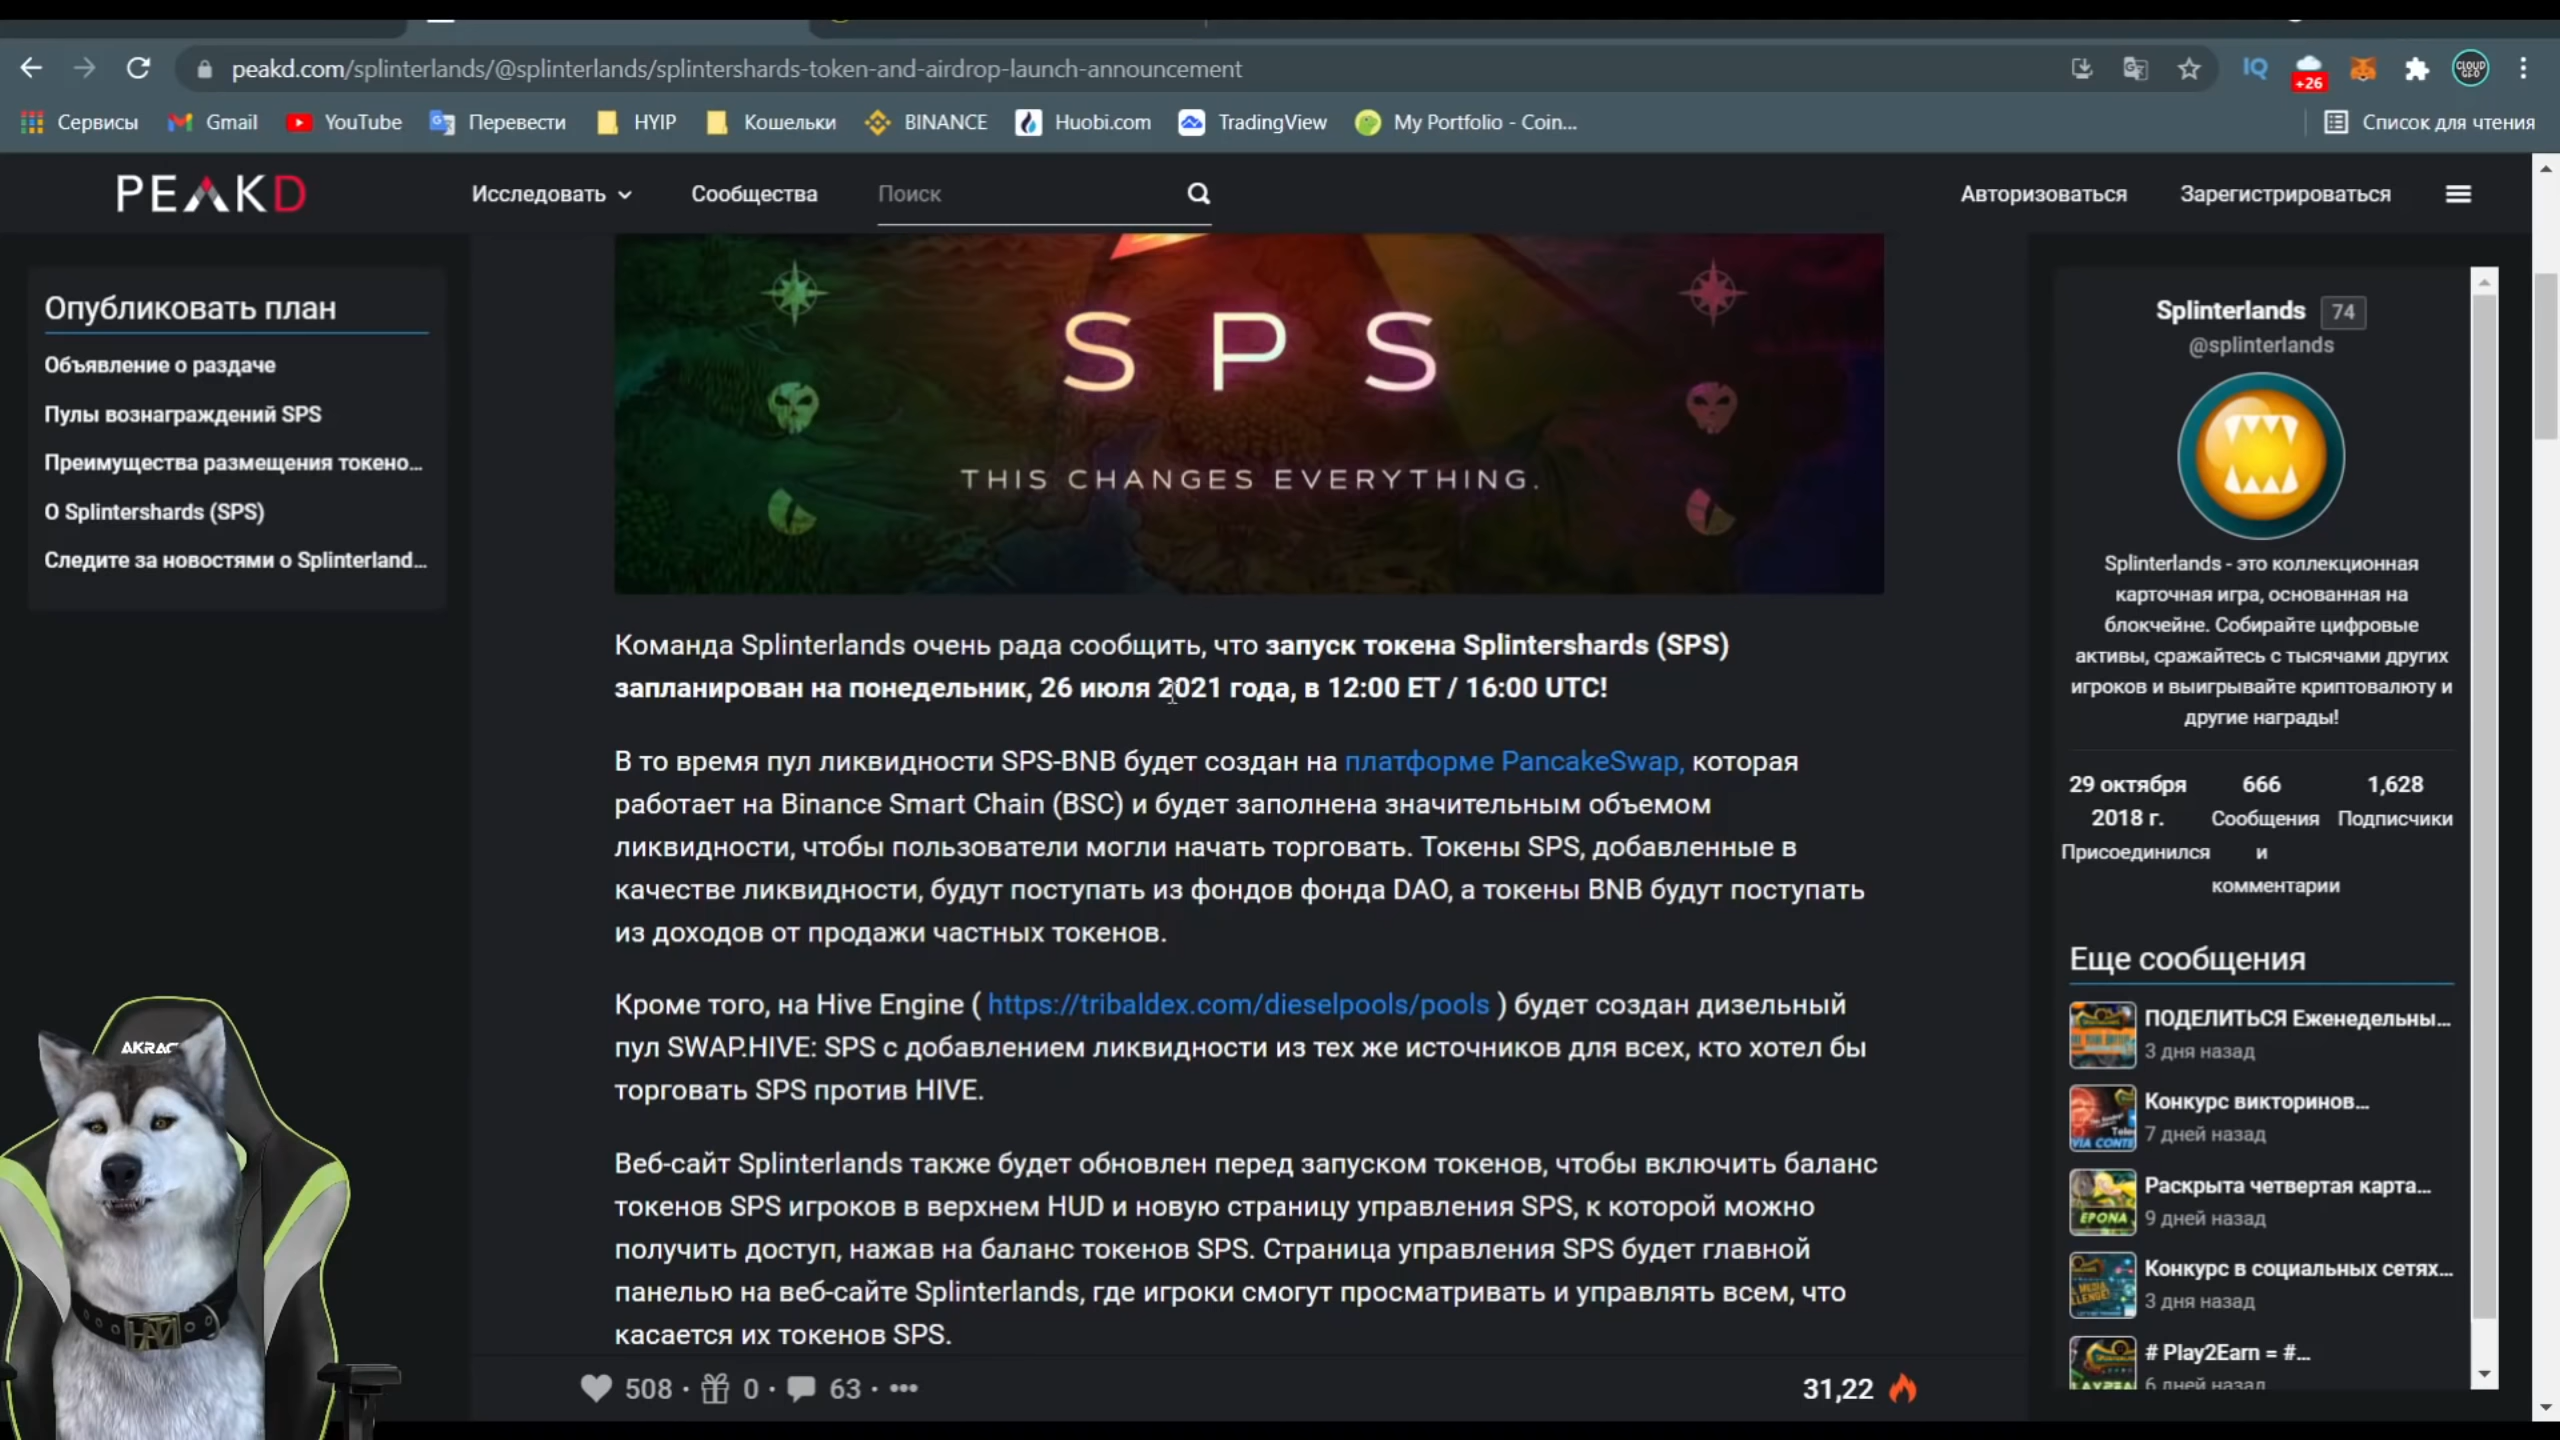 peakd.com/splinterlands/@splinterlands/splintershards-token-and-airdrop-launch-announcement
IQ
+26
CLOUD
Сервисы
Gmail
YouTube
Перевести
HYIP
Кошельки
BINANCE
Huobi.com
TradingView
My Portfolio - Coin...
Список для чтения
PEAKD
Исследовать
Сообщества
Поиск
Авторизоваться
Зарегистрироваться
Опубликовать план
Объявление о раздаче
Пулы вознаграждений SPS
Преимущества размещения токено...
О Splintershards (SPS)
Следите за новостями о Splinterland...
SPS
THIS CHANGES EVERYTHING.
Команда Splinterlands очень рада сообщить, что запуск токена Splintershards (SPS)
запланирован на понедельник, 26 июля 2021 года, в 12:00 ET / 16:00 UTC!
В то время пул ликвидности SPS-BNB будет создан на платформе PancakeSwap, которая
работает на Binance Smart Chain (BSC) и будет заполнена значительным объемом
ликвидности, чтобы пользователи могли начать торговать. Токены SPS, добавленные в
качестве ликвидности, будут поступать из фондов фонда DAO, а токены BNB будут поступать
из доходов от продажи частных токенов.
Кроме того, на Hive Engine ( https://tribaldex.com/dieselpools/pools ) будет создан дизельный
пул SWAP.HIVE: SPS с добавлением ликвидности из тех же источников для всех, кто хотел бы
торговать SPS против HIVE.
Веб-сайт Splinterlands также будет обновлен перед запуском токенов, чтобы включить баланс
токенов SPS игроков в верхнем HUD и новую страницу управления SPS, к которой можно
получить доступ, нажав на баланс токенов SPS. Страница управления SPS будет главной
панелью на веб-сайте Splinterlands, где игроки смогут просматривать и управлять всем, что
касается их токенов SPS.
508 · 0 · 63 · •••
31,22
Splinterlands 74
@splinterlands
Splinterlands - это коллекционная
карточная игра, основанная на
блокчейне. Собирайте цифровые
активы, сражайтесь с тысячами других
игроков и выигрывайте криптовалюту и
другие награды!
29 октября
2018 г.
Присоединился
666
Сообщения
и
комментарии
1,628
Подписчики
Еще сообщения
ПОДЕЛИТЬСЯ Еженедельны...
3 дня назад
Конкурс викторинов...
7 дней назад
VIA CONTE
Раскрыта четвертая карта...
9 дней назад
EPONA
Конкурс в социальных сетях...
3 дня назад
# Play2Earn = #...
6 дней назад